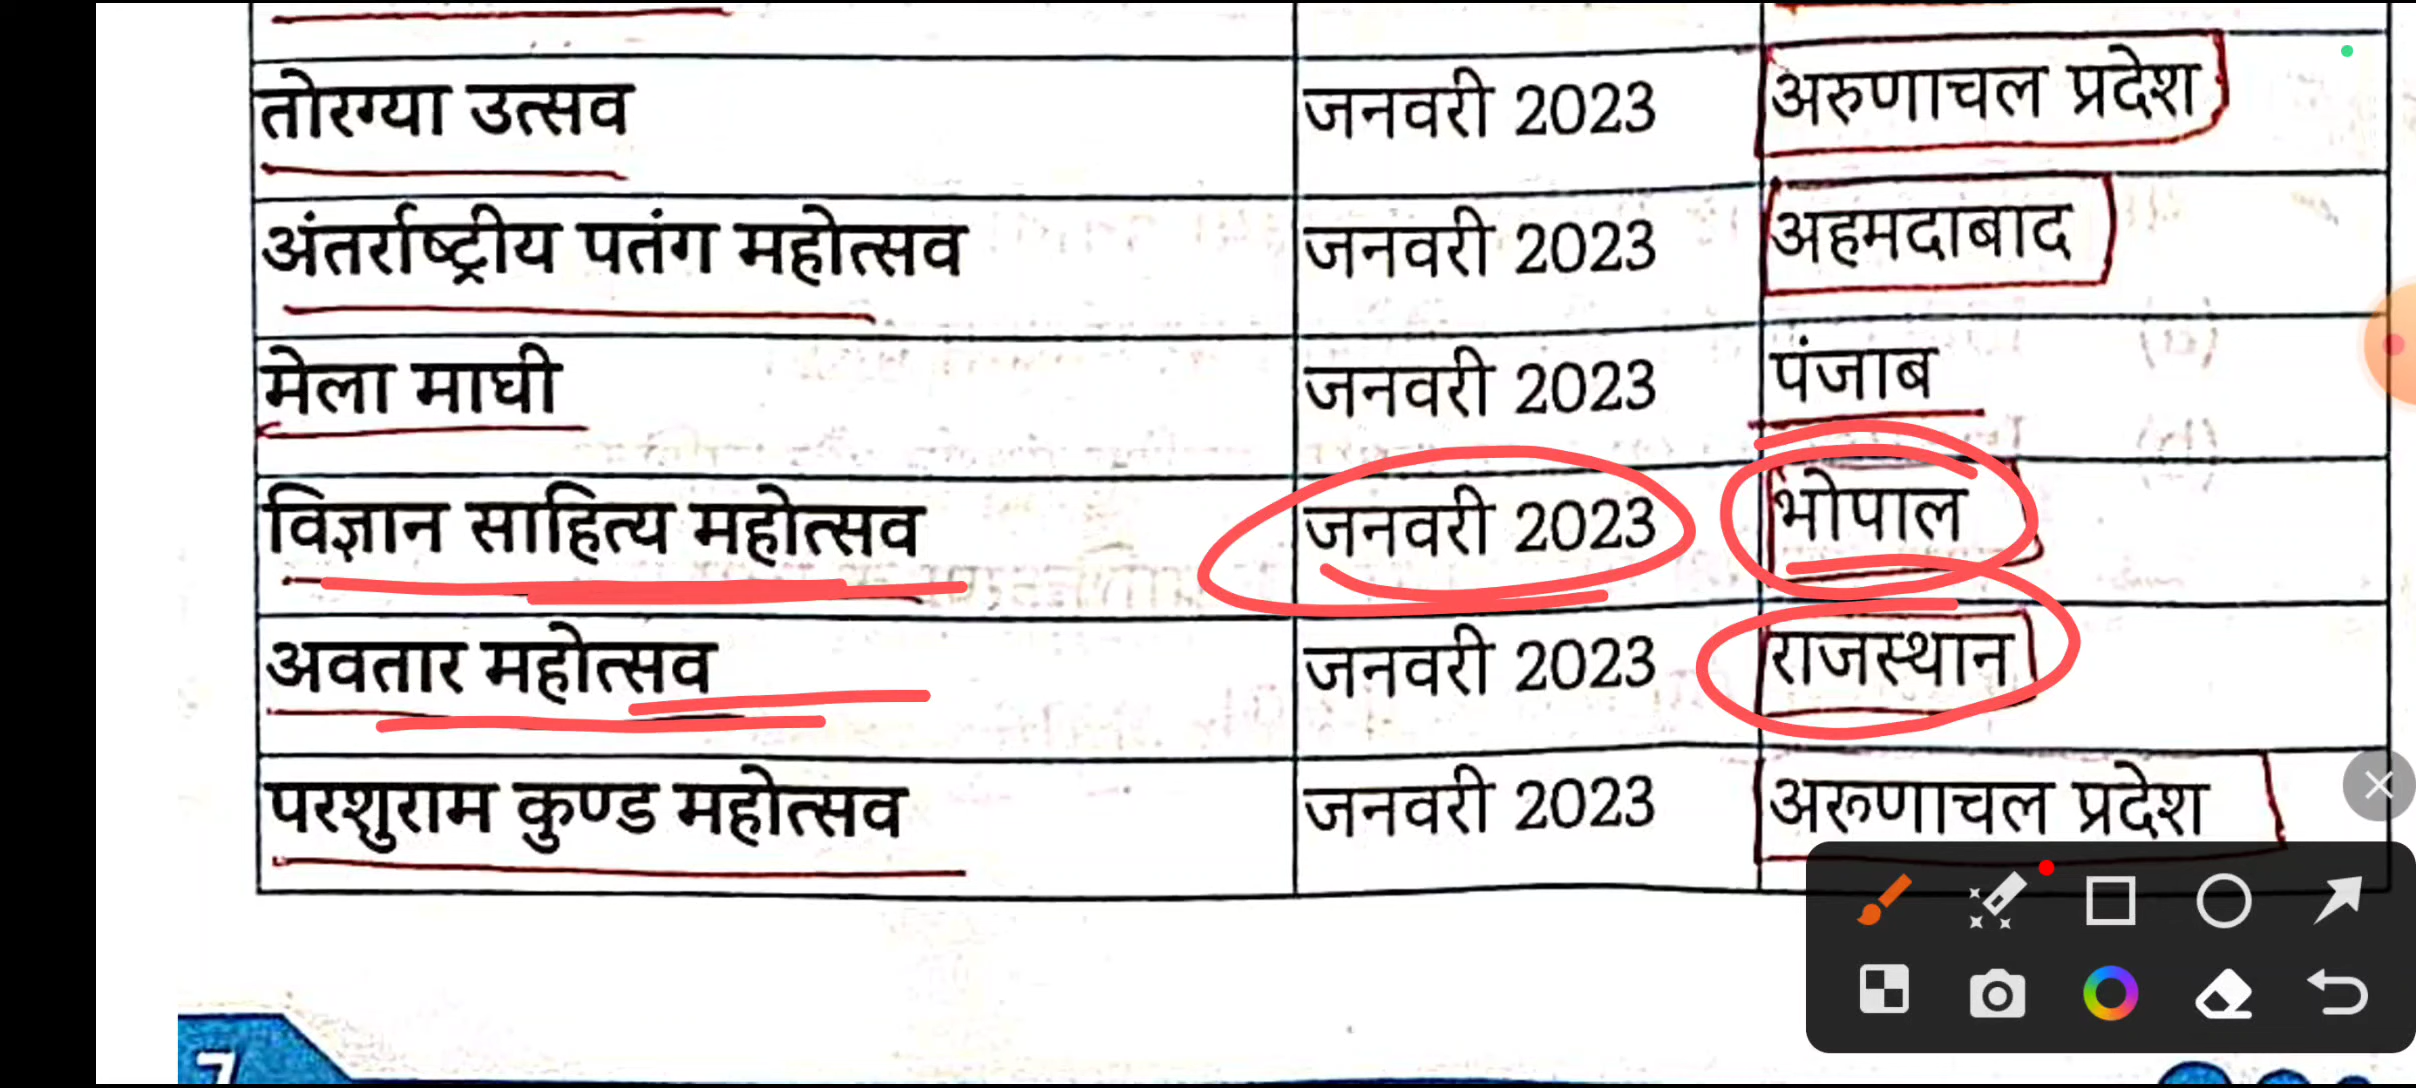 तोरग्या उत्सव जनवरी 2023 अरुणाचल प्रदेश
अंतर्राष्ट्रीय पतंग महोत्सव जनवरी 2023 अहमदाबाद
मेला माघी जनवरी 2023 पंजाब
विज्ञान साहित्य महोत्सव जनवरी 2023 भोपाल
अवतार महोत्सव जनवरी 2023 राजस्थान
परशुराम कुण्ड महोत्सव जनवरी 2023 अरूणाचल प्रदेश
7